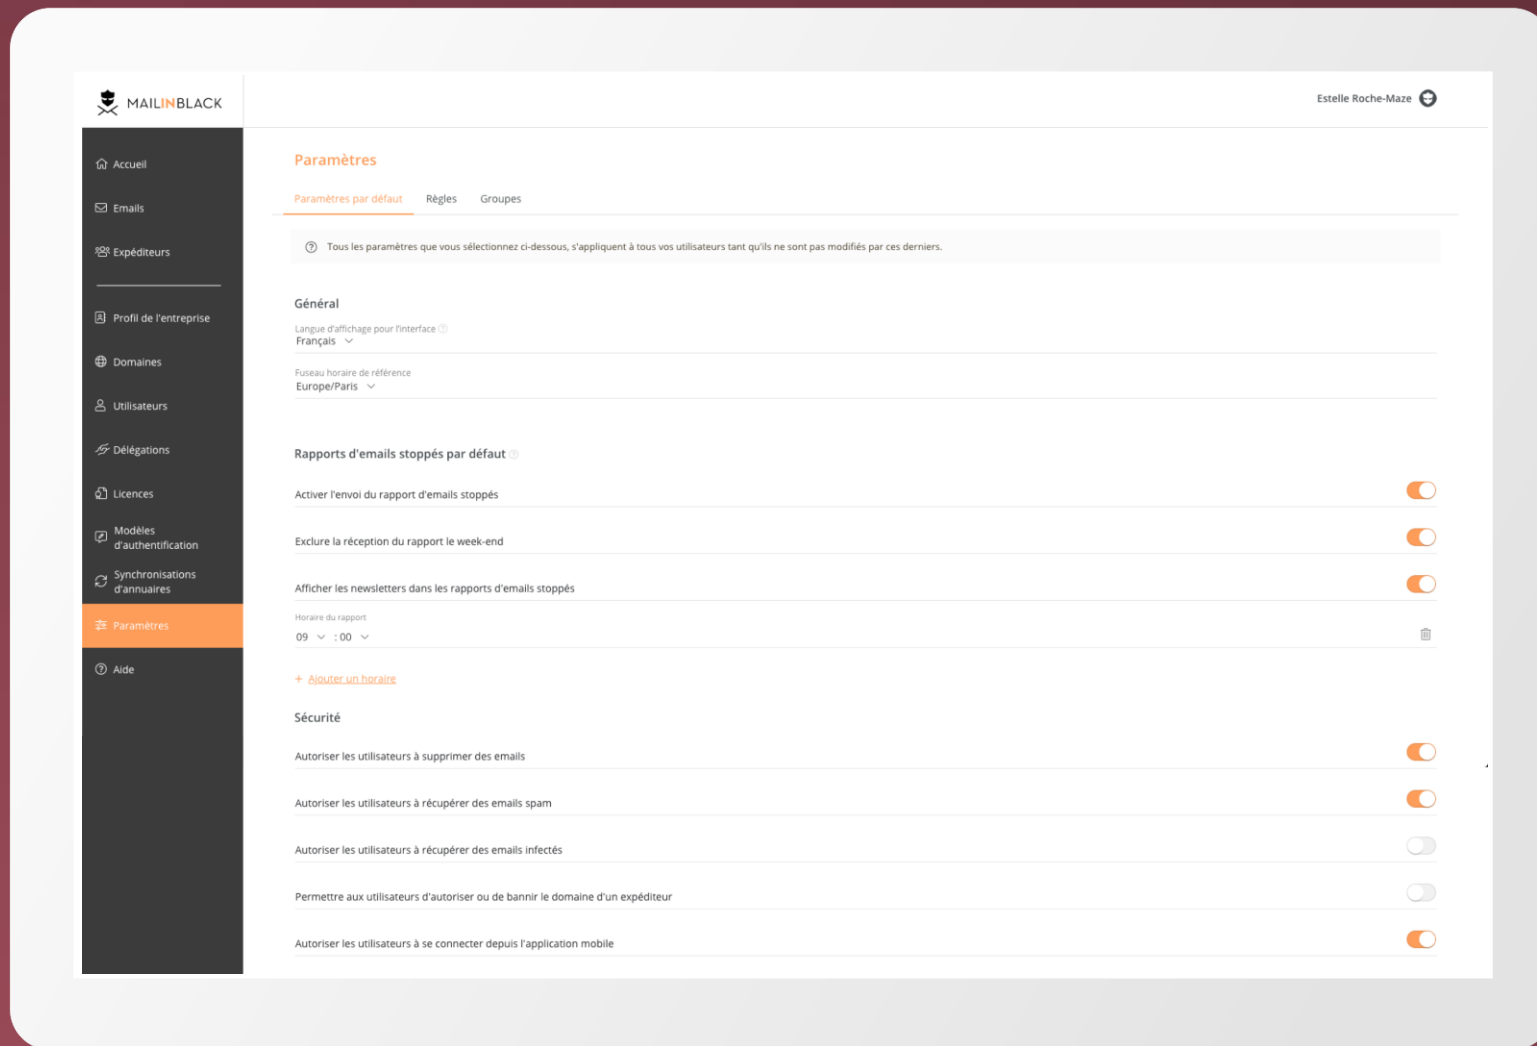 MAILINBLACK
Estelle Roche-Maze
Accueil
Emails
Expéditeurs
Profil de l'entreprise
Domaines
Utilisateurs
Délégations
Licences
Modèles
d'authentification
Synchronisations
d'annuaires
Paramètres
Aide
Paramètres
Paramètres par défaut Règles Groupes
Tous les paramètres que vous sélectionnez ci-dessous, s'appliquent à tous vos utilisateurs tant qu'ils ne sont pas modifiés par ces derniers.
Général
Langue d'affichage pour l'interface
Français
Fuseau horaire de référence
Europe/Paris
Rapports d'emails stoppés par défaut
Activer l'envoi du rapport d'emails stoppés
Exclure la réception du rapport le week-end
Afficher les newsletters dans les rapports d'emails stoppés
Horaire du rapport
09 : 00
+ Ajouter un horaire
Sécurité
Autoriser les utilisateurs à supprimer des emails
Autoriser les utilisateurs à récupérer des emails spam
Autoriser les utilisateurs à récupérer des emails infectés
Permettre aux utilisateurs d'autoriser ou de bannir le domaine d'un expéditeur
Autoriser les utilisateurs à se connecter depuis l'application mobile